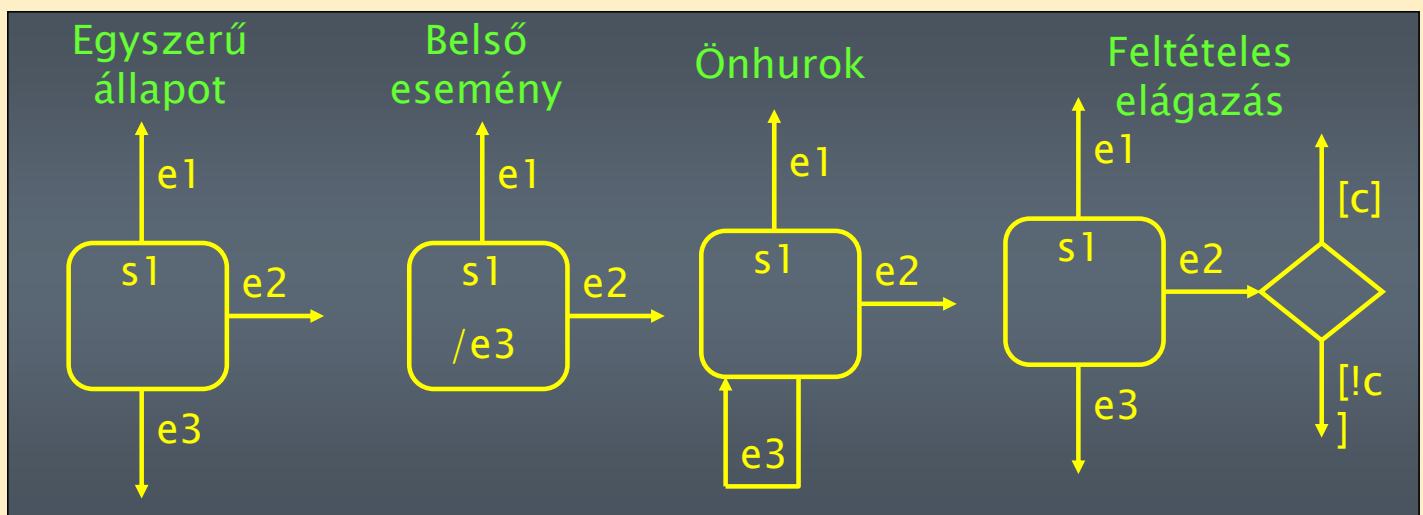 Egyszerű
állapot
e1
s1
e2
e3
Belső
esemény
e1
s1
e2
/e3
Önhurok
e1
s1
e2
e3
Feltételes
elágazás
e1
[c]
s1
e2
[!c
]
e3